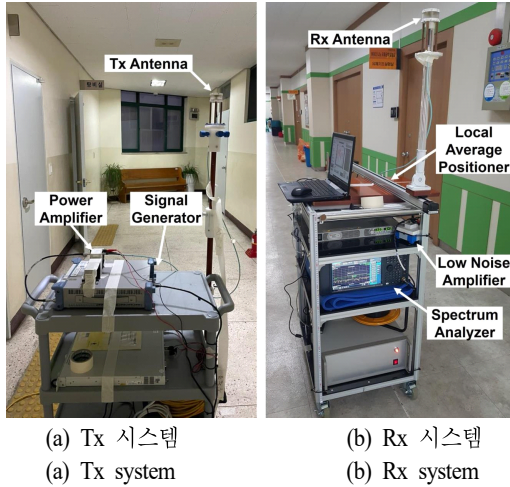 Tx Antenna
Power
Amplifier
Signal
Generator
Rx Antenna
Local
Average
Positioner
Low Noise
Amplifier
Spectrum
Analyzer
(a) Tx 시스템
(a) Tx system
(b) Rx 시스템
(b) Rx system